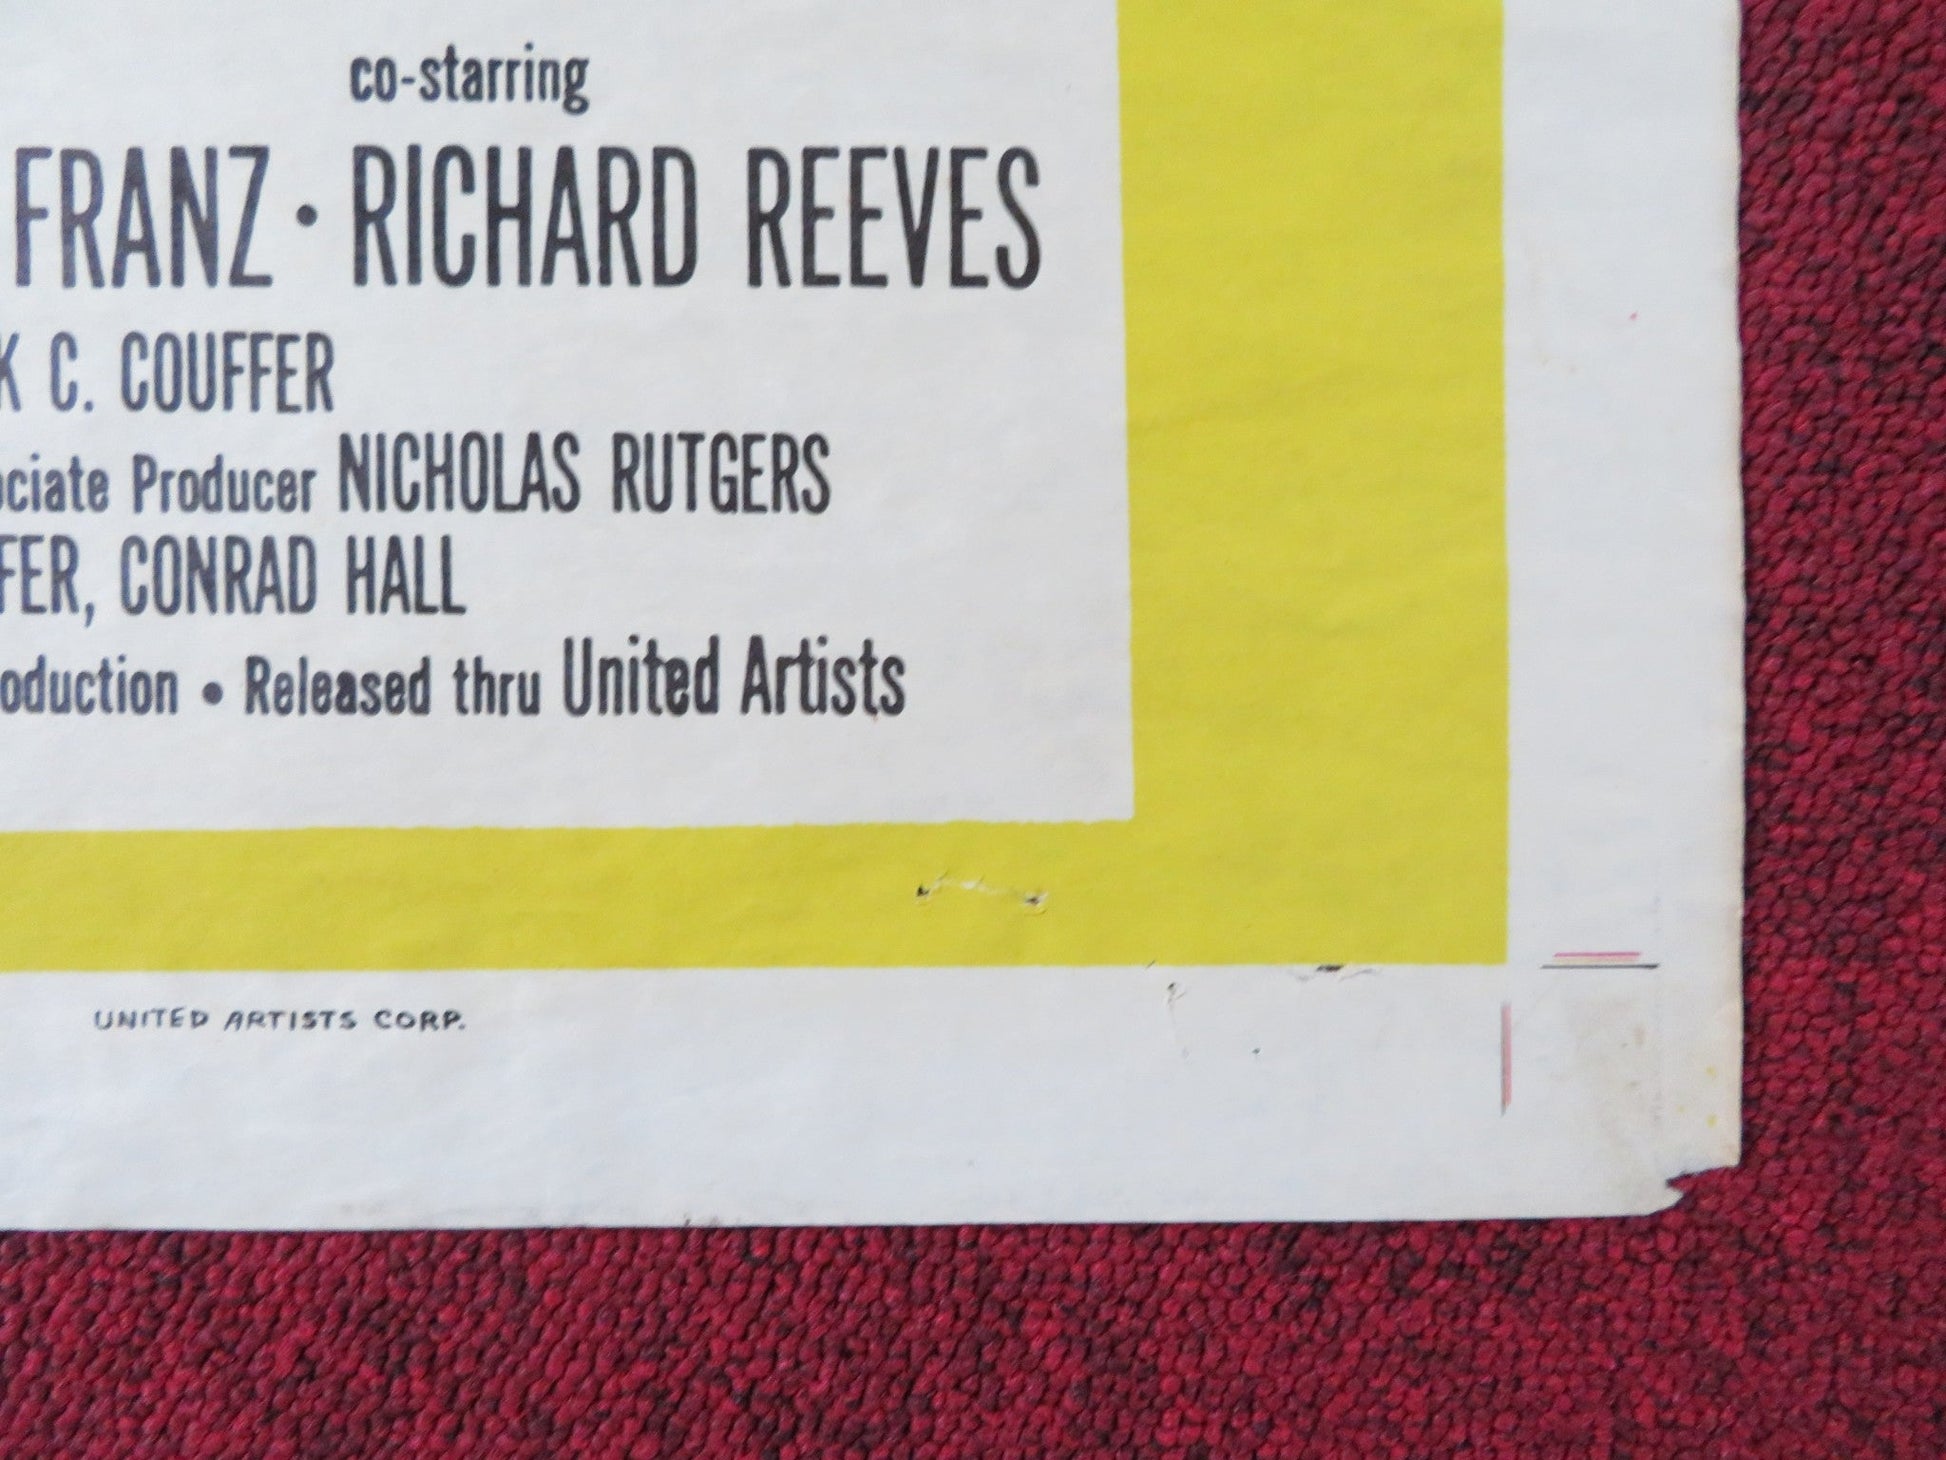 co-starring
FRANZ · RICHARD REEVES
K C. COUFFER
ociate Producer NICHOLAS RUTGERS
FER, CONRAD HALL
oduction • Released thru United Artists
UNITED ARTISTS CORP.